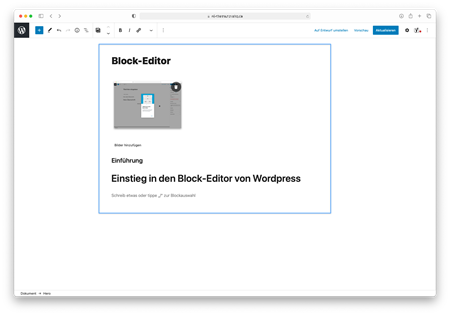 Auf Entwurf umstellen Vorschau Aktualisieren
Block-Editor
Bilder hinzufügen
Einführung
Einstieg in den Block-Editor von Wordpress
Schreib etwas oder tippe „/" zur Blockauswahl
Dokument → Hero